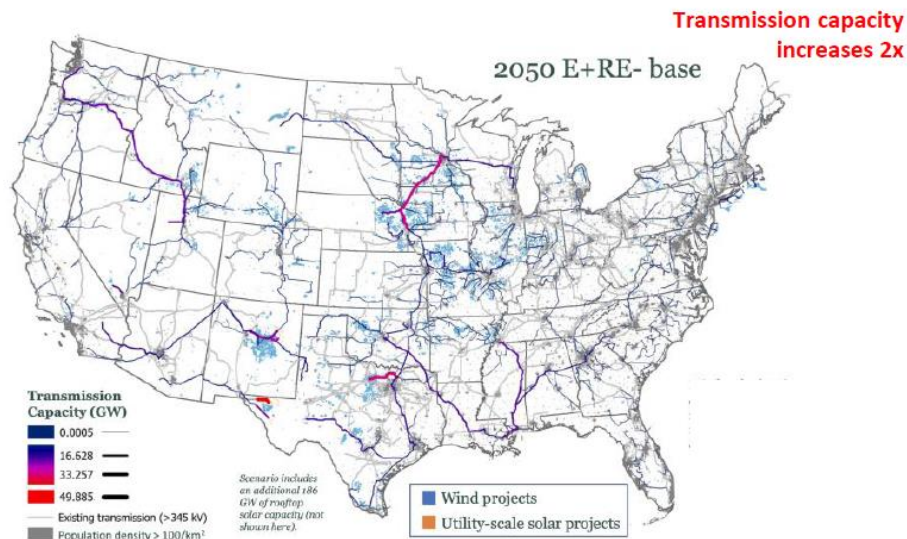 Transmission capacity
increases 2x
2050 E+RE- base
Transmission
Capacity (GW)
0.0005
16.628
33.257
49.885
Existing transmission (>345 kV)
Population density > 100/km²
Scenario includes
an additional 186
GW of rooftop
solar capacity (not
shown here).
Wind projects
Utility-scale solar projects